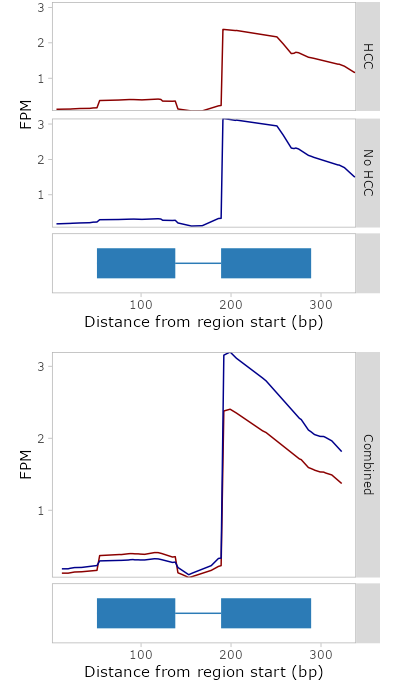 3
2
1
HCC
FPM
3
2
1
No HCC
100 200 300
Distance from region start (bp)
3
2
1
FPM
Combined
100 200 300
Distance from region start (bp)